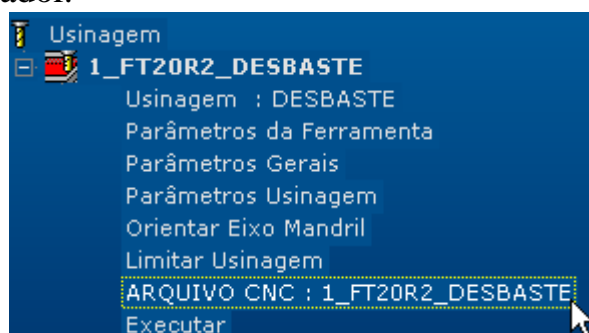 ador.
Usinagem
1_FT20R2_DESBASTE
Usinagem : DESBASTE
Parâmetros da Ferramenta
Parâmetros Gerais
Parâmetros Usinagem
Orientar Eixo Mandril
Limitar Usinagem
ARQUIVO CNC : 1_FT20R2_DESBASTE
Executar